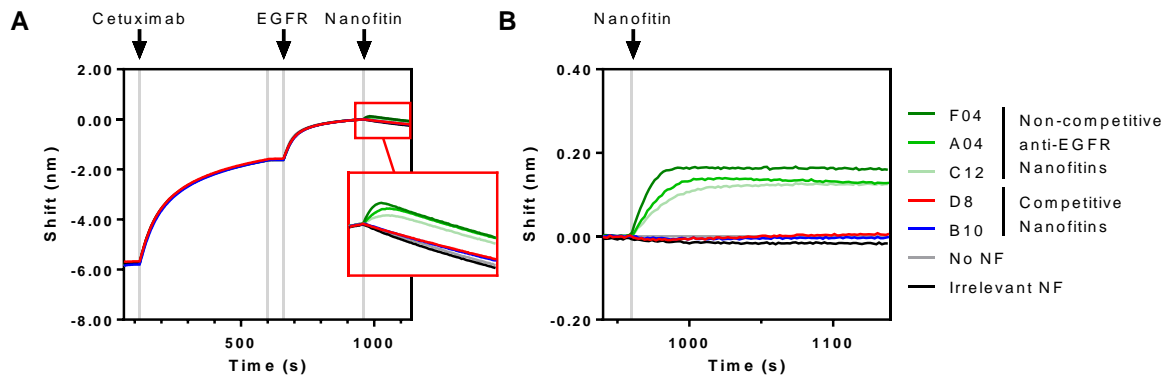 A
Cetuximab EGFR Nanofitin
2.00
0.00
-2.00
-4.00
-6.00
-8.00
Shift (nm)
500 1000
Time (s)
B
Nanofitin
0.40
0.20
0.00
-0.20
Shift (nm)
1000 1100
Time (s)
F04
A04
C12
Non-competitive
anti-EGFR
Nanofitins
D8
B10
Competitive
Nanofitins
No NF
Irrelevant NF